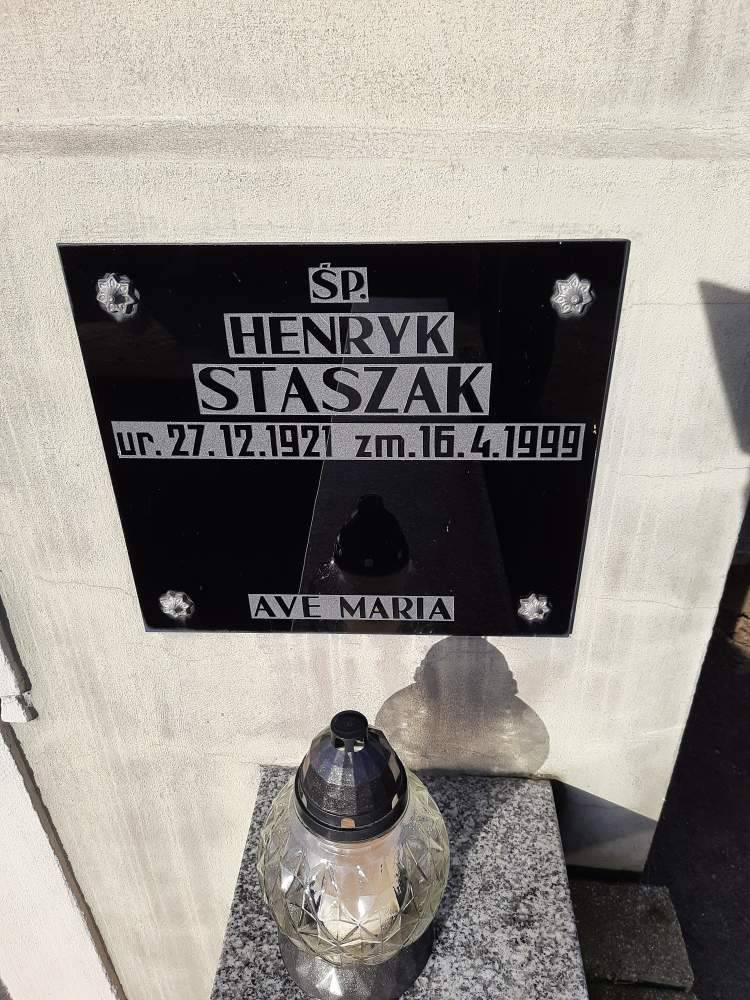 ŚP.
HENRYK
STASZAK
ur. 27.12.1921 zm. 16.4.1999
AVE MARIA